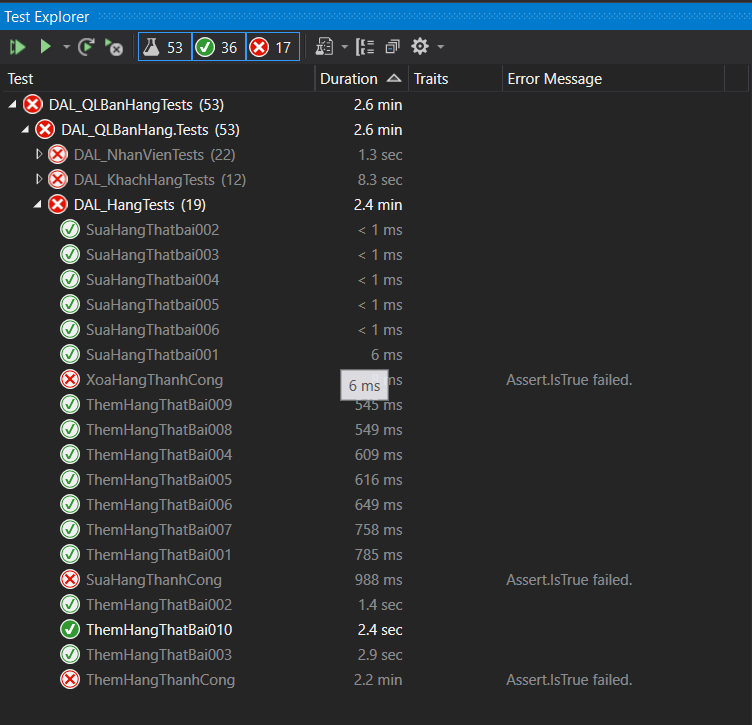 Test Explorer
53 36 17
Test Duration Traits Error Message
DAL_QLBanHangTests (53) 2.6 min
DAL_QLBanHang.Tests (53) 2.6 min
DAL_NhanVienTests (22) 1.3 sec
DAL_KhachHangTests (12) 8.3 sec
DAL_HangTests (19) 2.4 min
SuaHangThatbai002 < 1 ms
SuaHangThatbai003 < 1 ms
SuaHangThatbai004 < 1 ms
SuaHangThatbai005 < 1 ms
SuaHangThatbai006 < 1 ms
SuaHangThatbai001 6 ms
XoaHangThanhCong Assert.IsTrue failed.
6 ms
ThemHangThatBai009 545 ms
ThemHangThatBai008 549 ms
ThemHangThatBai004 609 ms
ThemHangThatBai005 616 ms
ThemHangThatBai006 649 ms
ThemHangThatBai007 758 ms
ThemHangThatBai001 785 ms
SuaHangThanhCong 988 ms Assert.IsTrue failed.
ThemHangThatBai002 1.4 sec
ThemHangThatBai010 2.4 sec
ThemHangThatBai003 2.9 sec
ThemHangThanhCong 2.2 min Assert.IsTrue failed.